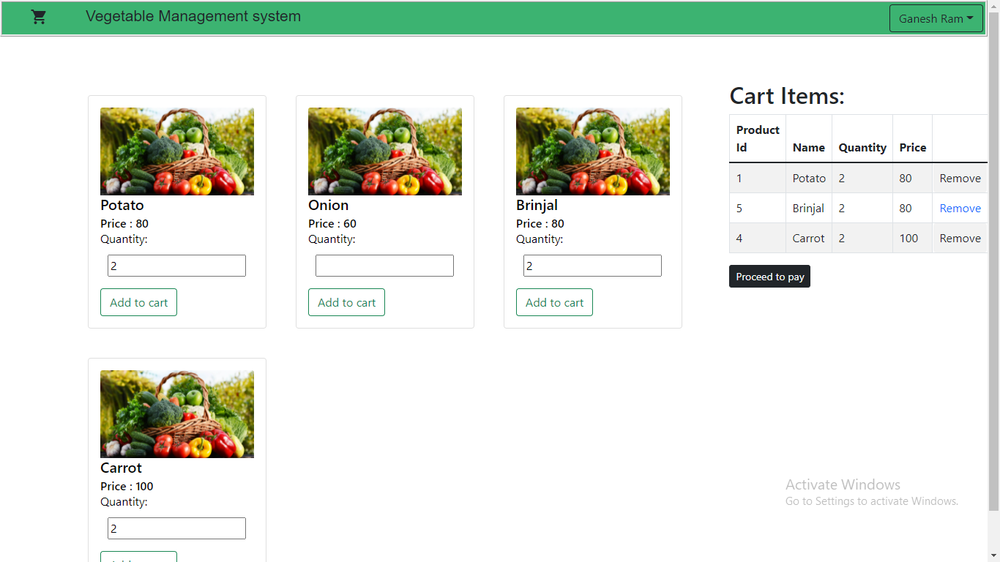 Vegetable Management system
Ganesh Ram
Potato
Price : 80
Quantity:
2
Add to cart
Onion
Price : 60
Quantity:
Add to cart
Brinjal
Price : 80
Quantity:
2
Add to cart
Carrot
Price : 100
Quantity:
2
Cart Items:
Product Id Name Quantity Price
1 Potato 2 80 Remove
5 Brinjal 2 80 Remove
4 Carrot 2 100 Remove
Proceed to pay
Activate Windows
Go to Settings to activate Windows.